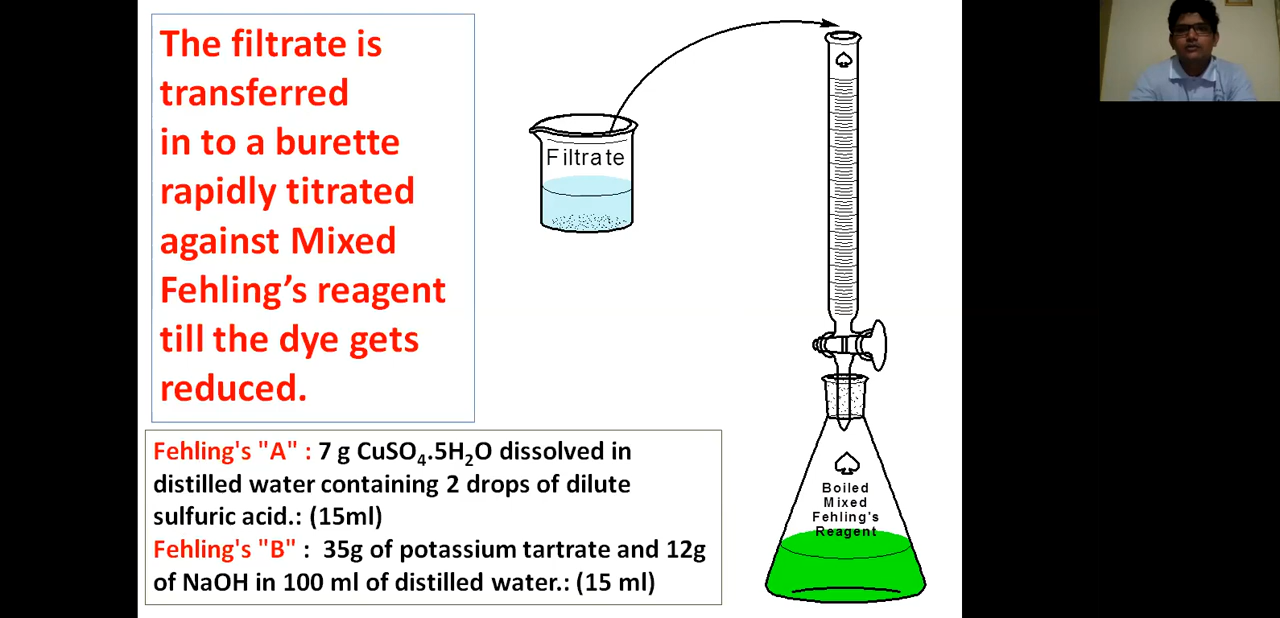 The filtrate is
transferred
in to a burette
rapidly titrated
against Mixed
Fehling’s reagent
till the dye gets
reduced.
Filtrate
Boiled
Mixed
Fehling's
Reagent
Fehling's "A" : 7 g CuSO₄.5H₂O dissolved in
distilled water containing 2 drops of dilute
sulfuric acid.: (15ml)
Fehling's "B" : 35g of potassium tartrate and 12g
of NaOH in 100 ml of distilled water.: (15 ml)